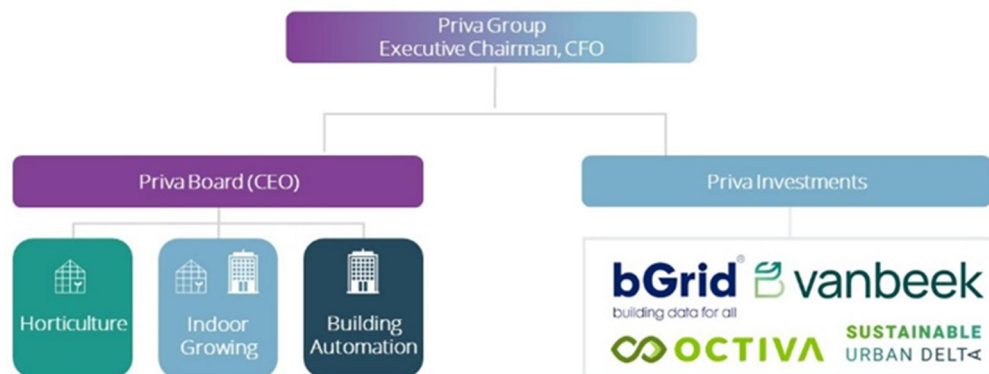 Priva Group
Executive Chairman, CFO
Priva Board (CEO)
Priva Investments
Horticulture
Indoor
Growing
Building
Automation
bGrid®
building data for all
vanbeek
OCTIVA
SUSTAINABLE
URBAN DELTA